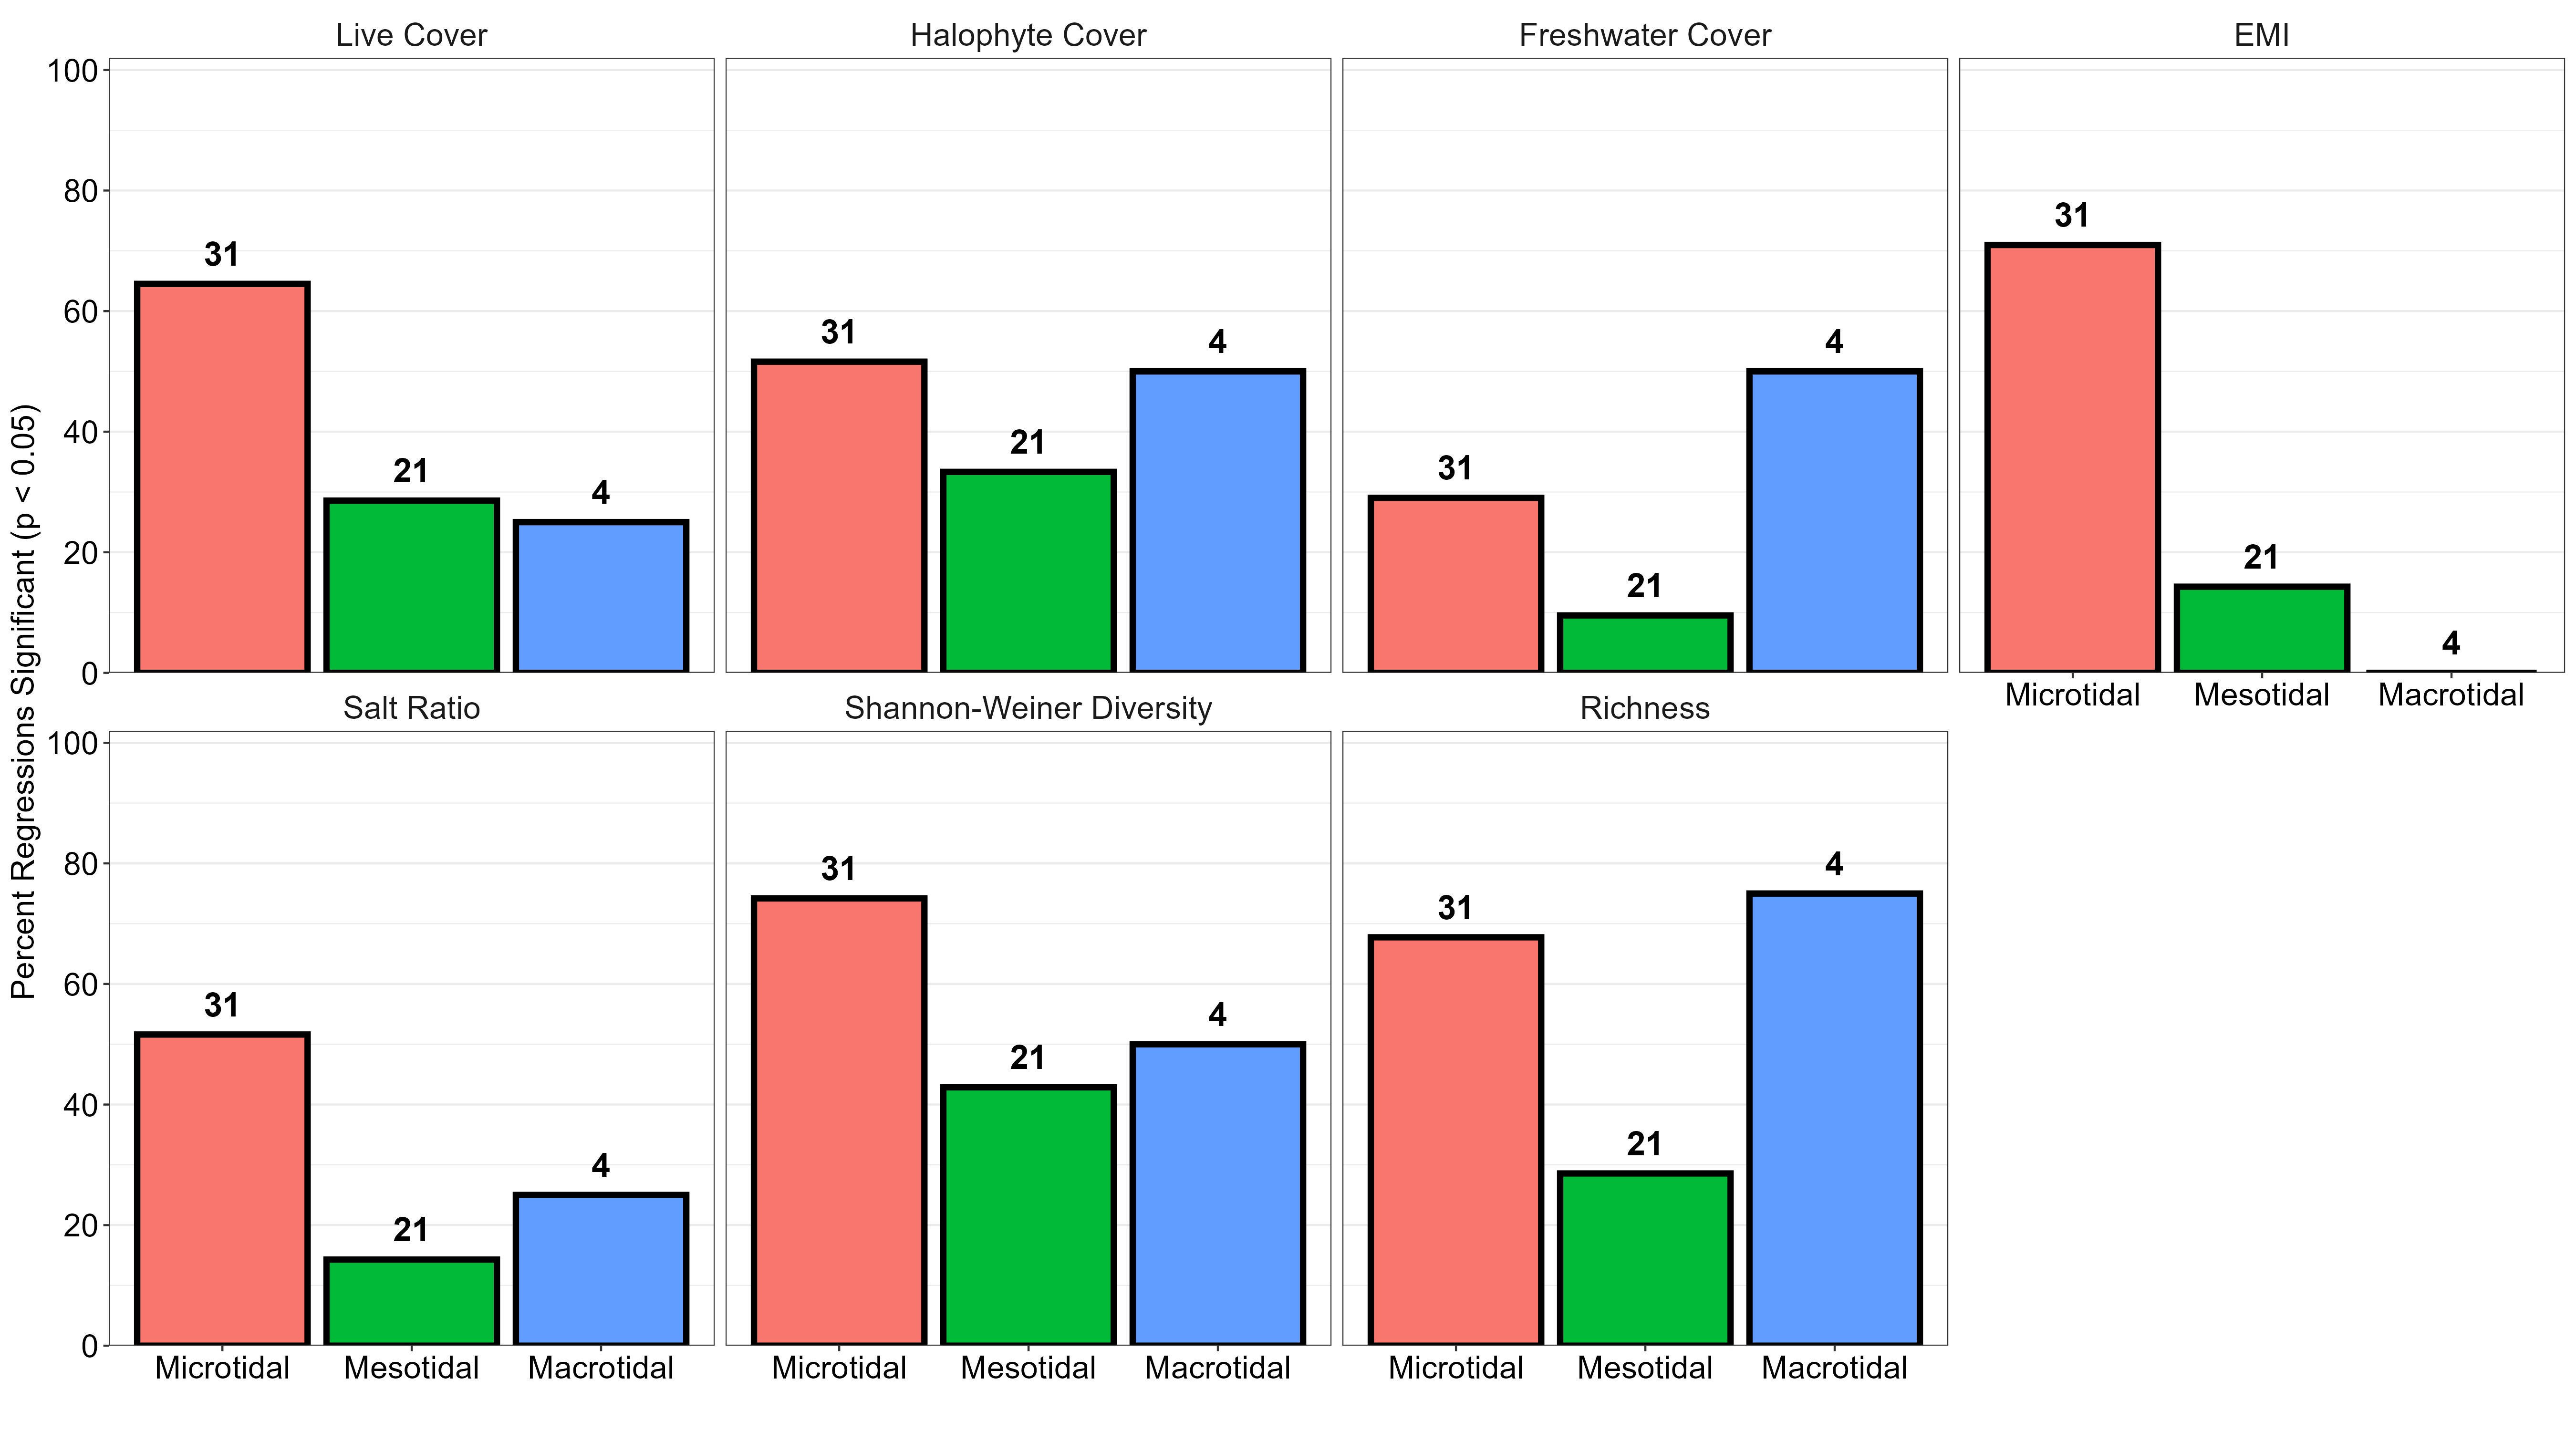 Live Cover
Halophyte Cover
Freshwater Cover
EMI
Percent Regressions Significant (p < 0.05)
100
80
60
40
20
0
31
21
4
31
21
4
31
21
4
31
21
4
Microtidal
Mesotidal
Macrotidal
Salt Ratio
Shannon-Weiner Diversity
Richness
100
80
60
40
20
0
31
21
4
31
21
4
31
21
4
Microtidal
Mesotidal
Macrotidal
Microtidal
Mesotidal
Macrotidal
Microtidal
Mesotidal
Macrotidal